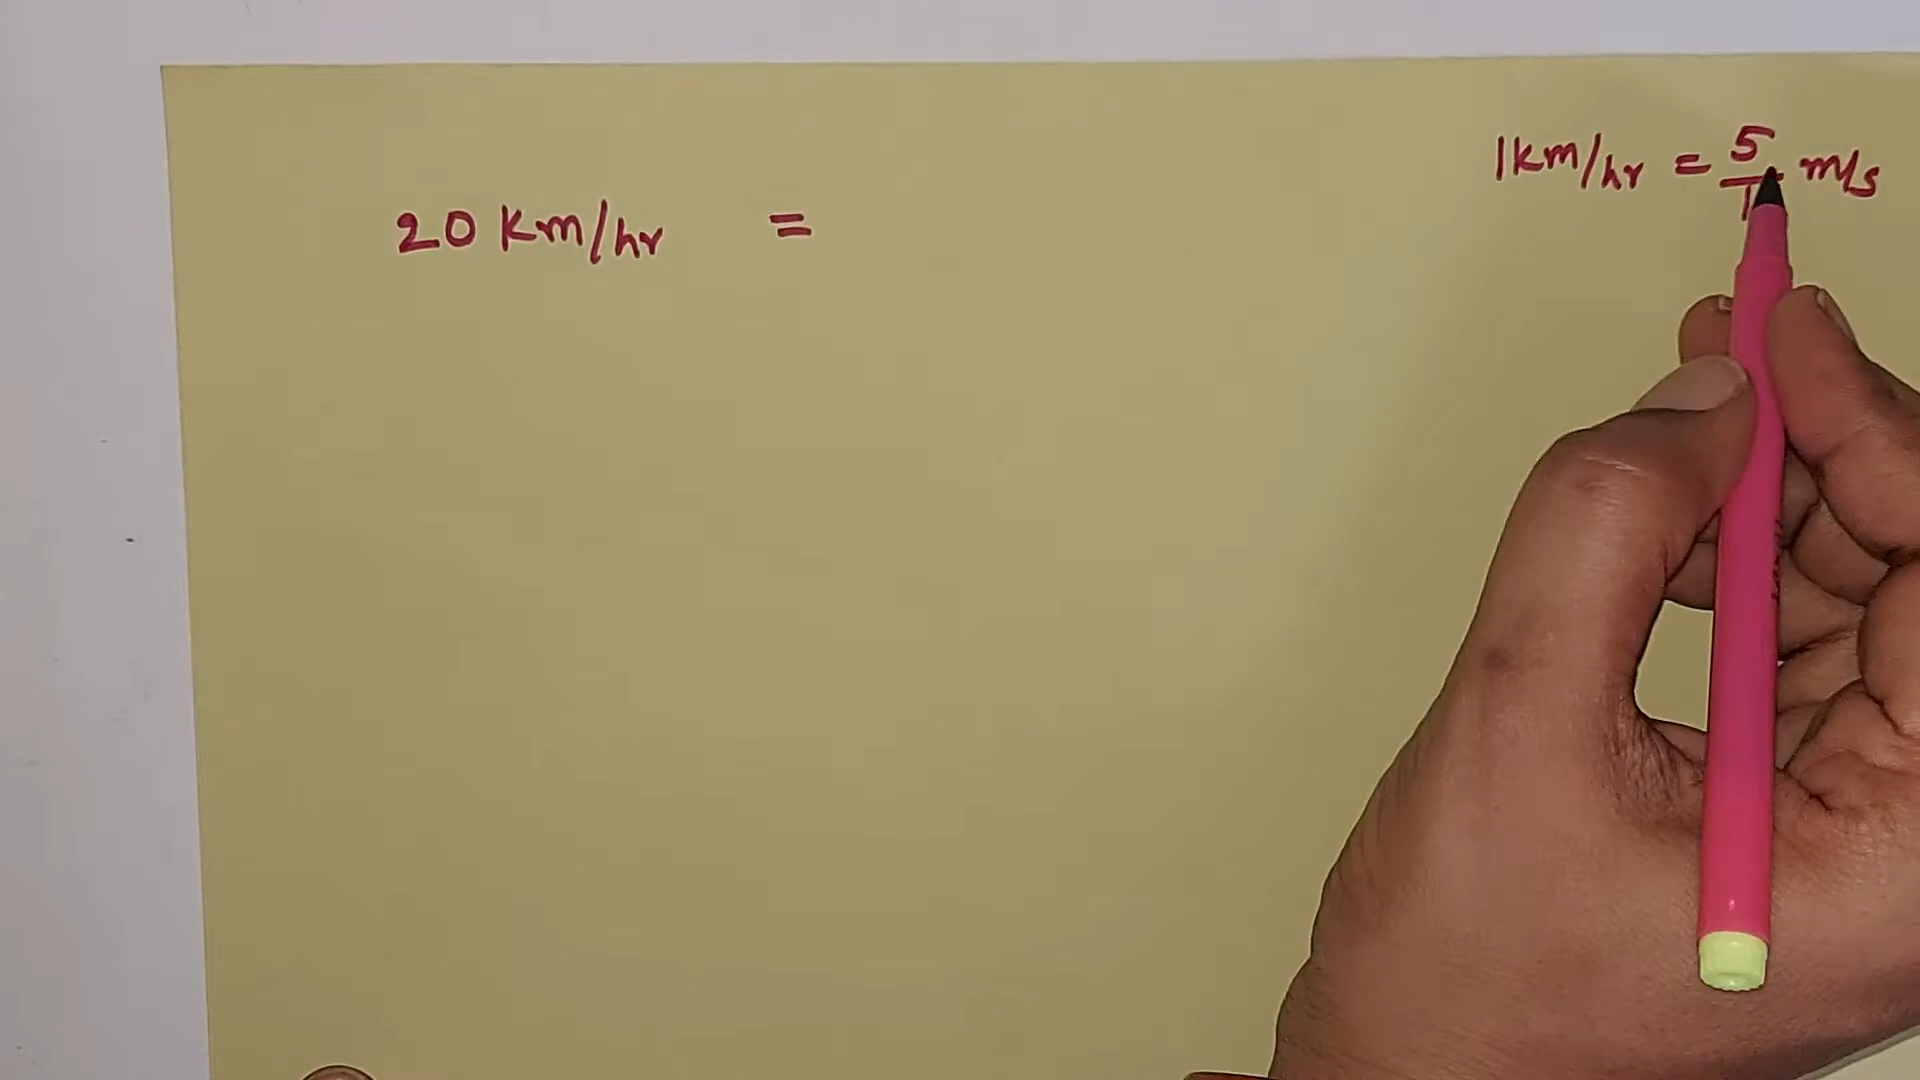 1km/hr = 5/1 m/s
20 km/hr =